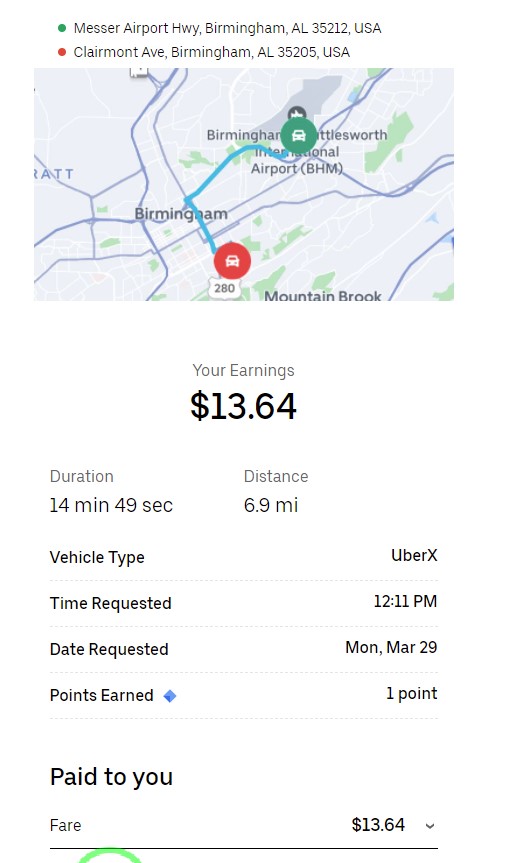 Messer Airport Hwy, Birmingham, AL 35212, USA
Clairmont Ave, Birmingham, AL 35205, USA
Birmingham ttlesworth
International
Airport (BHM)
RATT
Birmingham
280
Mountain Brook
Your Earnings
$13.64
Duration Distance
14 min 49 sec 6.9 mi
Vehicle Type UberX
Time Requested 12:11 PM
Date Requested Mon, Mar 29
Points Earned 1 point
Paid to you
Fare $13.64